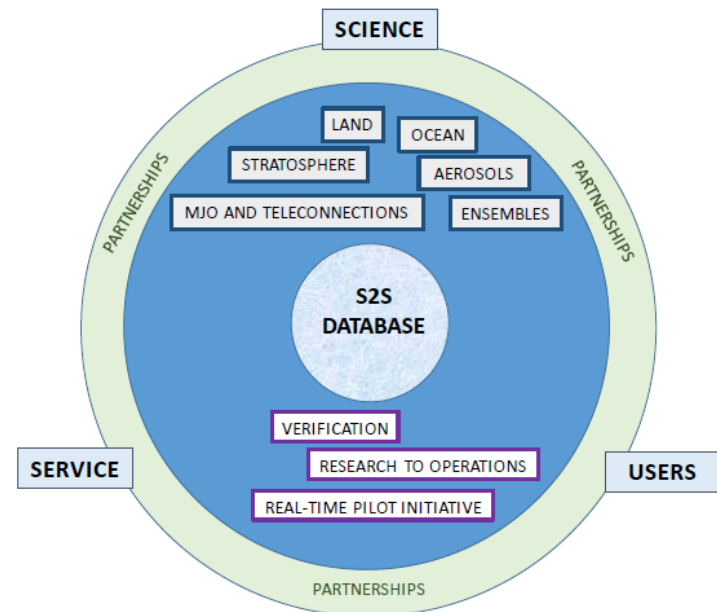 SCIENCE
LAND
OCEAN
STRATOSPHERE
AEROSOLS
MJO AND TELECONNECTIONS
ENSEMBLES
PARTNERSHIPS
PARTNERSHIPS
S2S
DATABASE
VERIFICATION
RESEARCH TO OPERATIONS
REAL-TIME PILOT INITIATIVE
SERVICE
USERS
PARTNERSHIPS